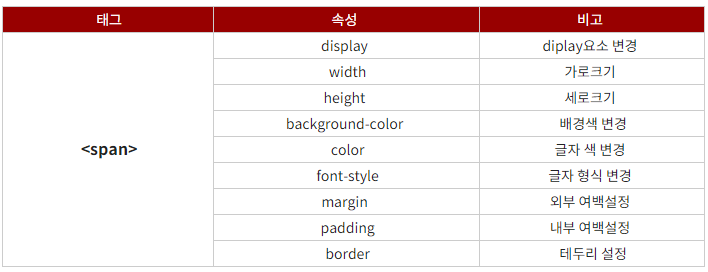 태그 속성 비고
display diplay요소 변경
width 가로크기
height 세로크기
background-color 배경색 변경
<span> color 글자 색 변경
font-style 글자 형식 변경
margin 외부 여백설정
padding 내부 여백설정
border 테두리 설정